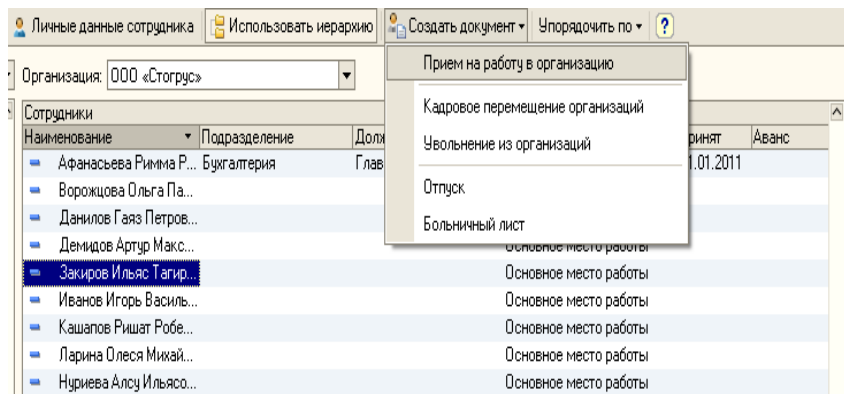 Личные данные сотрудника Использовать иерархию Создать документ Упорядочить по ?
Прием на работу в организацию
Организация: ООО «Стогрус»
Кадровое перемещение организаций
Сотрудники
Увольнение из организаций
Наименование Подразделение Долж ринят Аванс
Афанасьева Римма Р... Бухгалтерия Глав 1.01.2011
Отпуск
Ворожцова Ольга Па...
Данилов Гаяз Петров...
Больничный лист
Демидов Артур Макс... Основное место работы
Закиров Ильяс Тагир... Основное место работы
Иванов Игорь Василь... Основное место работы
Кашапов Ришат Робе... Основное место работы
Ларина Олеся Михай... Основное место работы
Нуриева Алсу Ильясо... Основное место работы